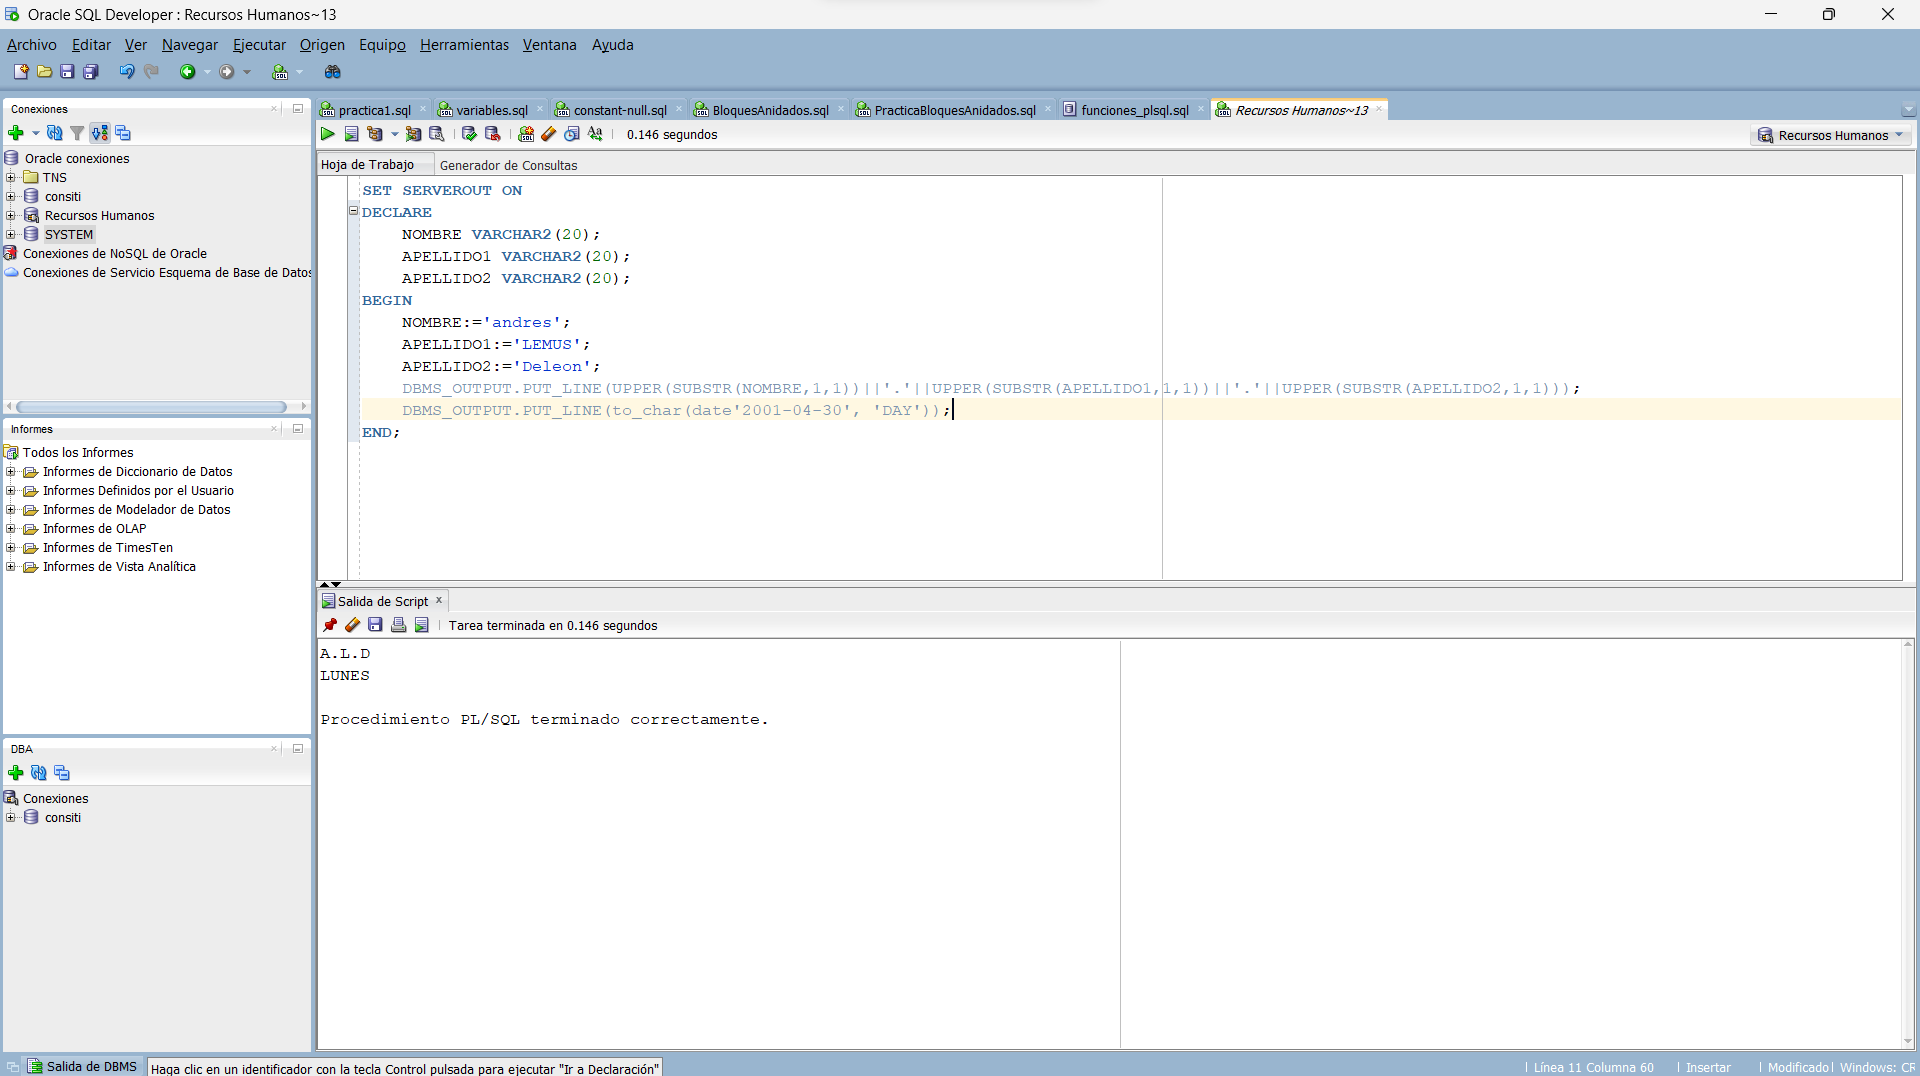 Oracle SQL Developer : Recursos Humanos~13
Archivo Editar Ver Navegar Ejecutar Origen Equipo Herramientas Ventana Ayuda
Conexiones
Oracle conexiones
TNS
consiti
Recursos Humanos
SYSTEM
Conexiones de NoSQL de Oracle
Conexiones de Servicio Esquema de Base de Datos
Informes
Todos los Informes
Informes de Diccionario de Datos
Informes Definidos por el Usuario
Informes de Modelador de Datos
Informes de OLAP
Informes de TimesTen
Informes de Vista Analítica
DBA
Conexiones
consiti
practica1.sql variables.sql constant-null.sql BloquesAnidados.sql PracticaBloquesAnidados.sql funciones_plsql.sql Recursos Humanos~13
0.146 segundos
Recursos Humanos
Hoja de Trabajo Generador de Consultas
SET SERVEROUT ON
DECLARE
    NOMBRE VARCHAR2(20);
    APELLIDO1 VARCHAR2(20);
    APELLIDO2 VARCHAR2(20);
BEGIN
    NOMBRE:='andres';
    APELLIDO1:='LEMUS';
    APELLIDO2:='Deleon';
    DBMS_OUTPUT.PUT_LINE(UPPER(SUBSTR(NOMBRE,1,1))||'.'||UPPER(SUBSTR(APELLIDO1,1,1))||'.'||UPPER(SUBSTR(APELLIDO2,1,1)));
    DBMS_OUTPUT.PUT_LINE(to_char(date'2001-04-30', 'DAY'));
END;
Salida de Script
Tarea terminada en 0.146 segundos
A.L.D
LUNES
Procedimiento PL/SQL terminado correctamente.
Salida de DBMS
Haga clic en un identificador con la tecla Control pulsada para ejecutar "Ir a Declaración"
Línea 11 Columna 60
Insertar
Modificado
Windows: CR